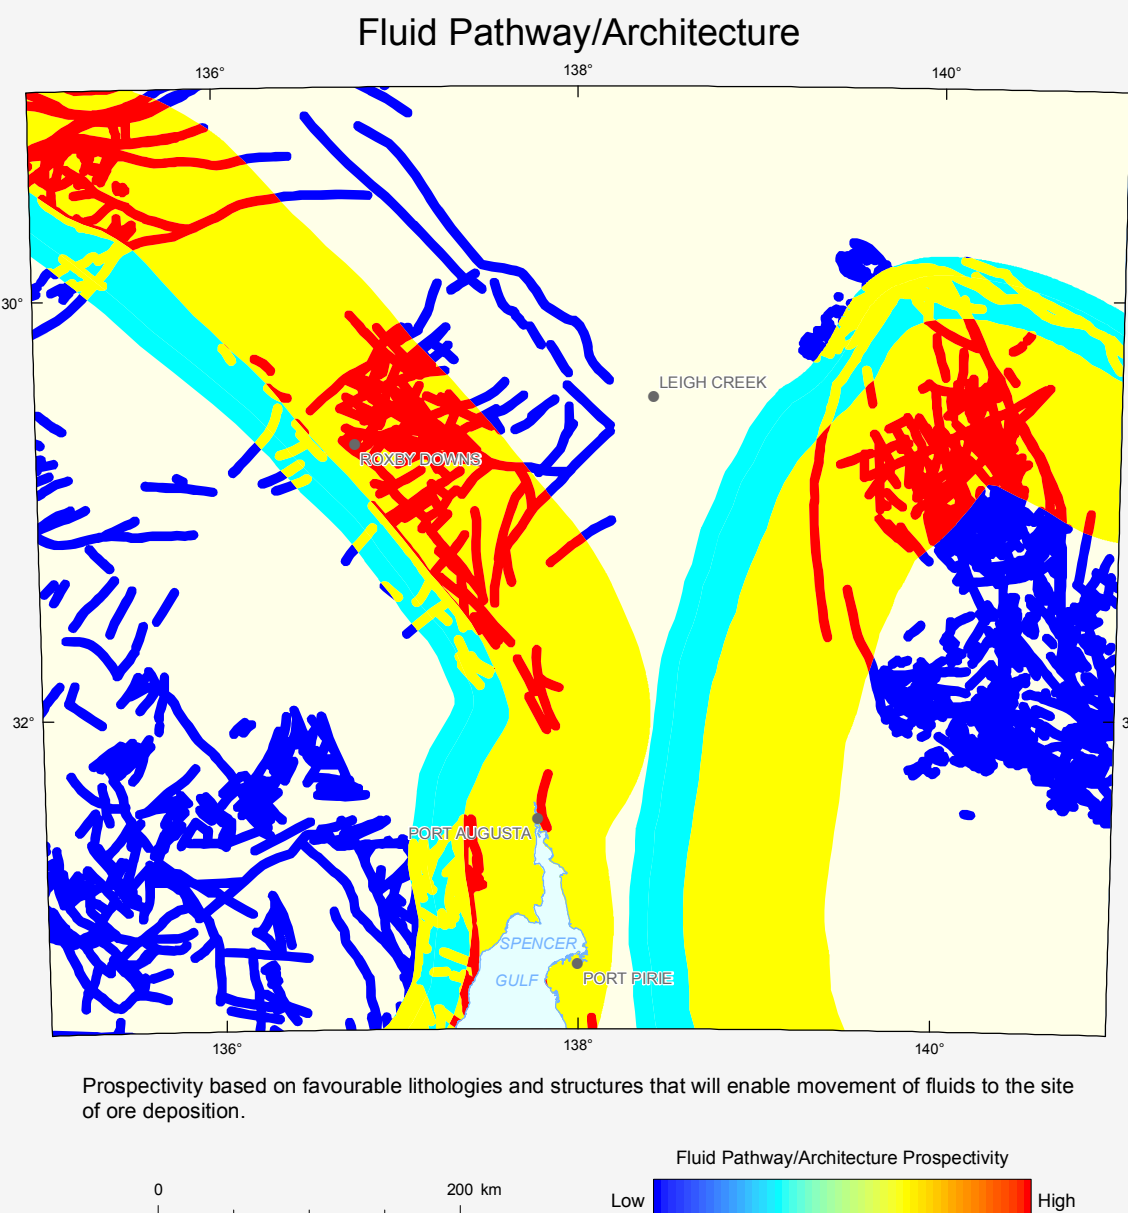 Fluid Pathway/Architecture
136°
138°
140°
30°
LEIGH CREEK
ROXBY DOWNS
32°
3
PORT AUGUSTA
SPENCER
GULF
PORT PIRIE
136°
138°
140°
Prospectivity based on favourable lithologies and structures that will enable movement of fluids to the site
of ore deposition.
Fluid Pathway/Architecture Prospectivity
0
200 km
Low
High